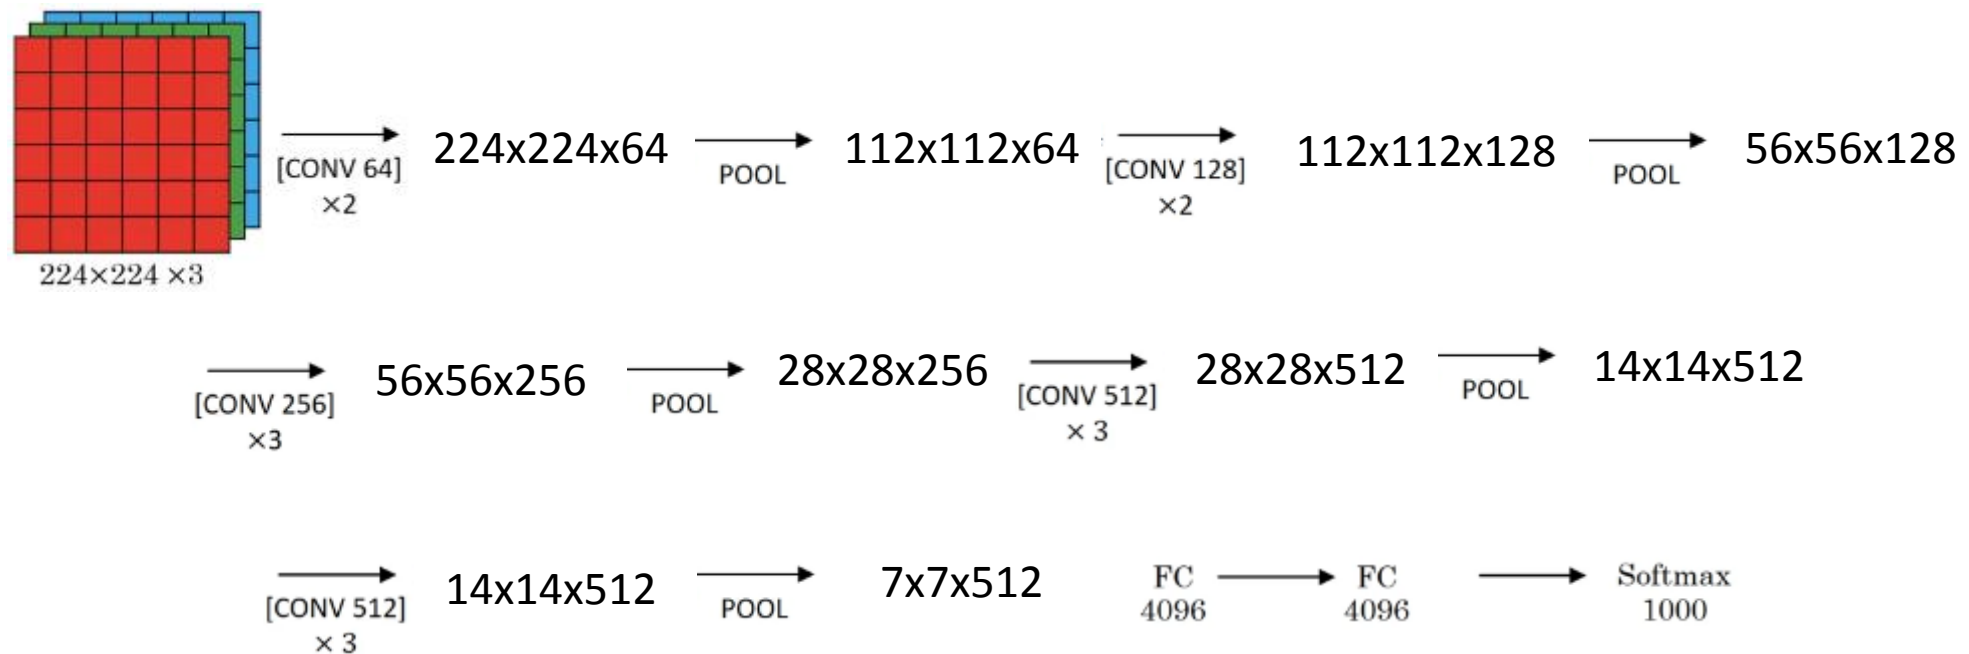 224×224 ×3
[CONV 64]
×2
224x224x64
POOL
112x112x64
[CONV 128]
×2
112x112x128
POOL
56x56x128
[CONV 256]
×3
56x56x256
POOL
28x28x256
[CONV 512]
× 3
28x28x512
POOL
14x14x512
[CONV 512]
× 3
14x14x512
POOL
7x7x512
FC
4096
FC
4096
Softmax
1000